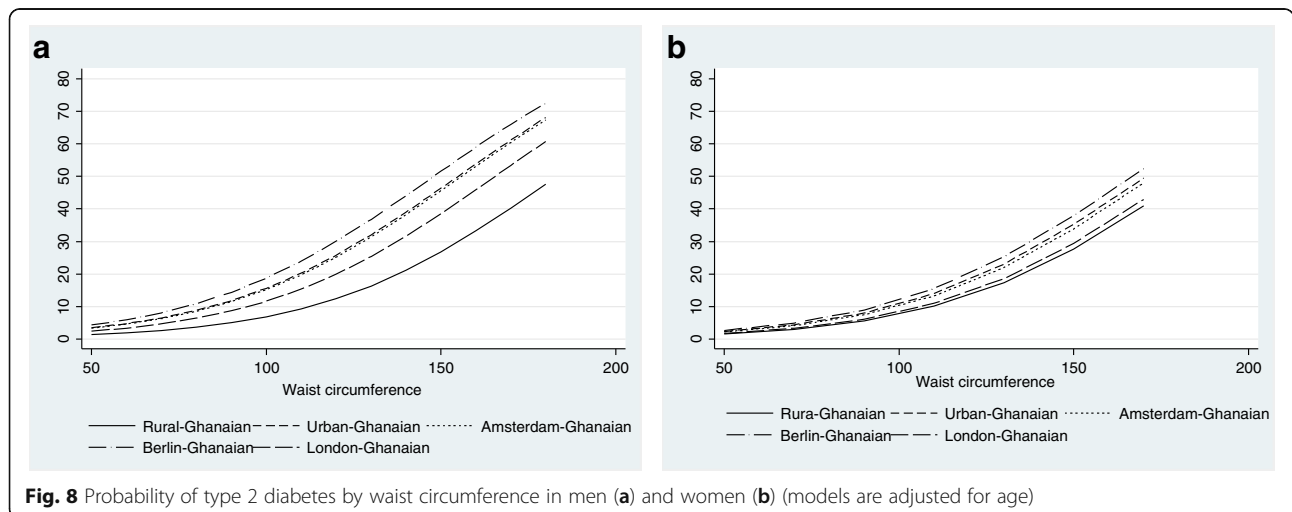 a
80
70
60
50
40
30
20
10
0
50 100 150 200
Waist circumference
Rural-Ghanaian Urban-Ghanaian Amsterdam-Ghanaian
Berlin-Ghanaian London-Ghanaian
b
80
70
60
50
40
30
20
10
0
50 100 150 200
Waist circumference
Rura-Ghanaian Urban-Ghanaian Amsterdam-Ghanaian
Berlin-Ghanaian London-Ghanaian
Fig. 8 Probability of type 2 diabetes by waist circumference in men (a) and women (b) (models are adjusted for age)